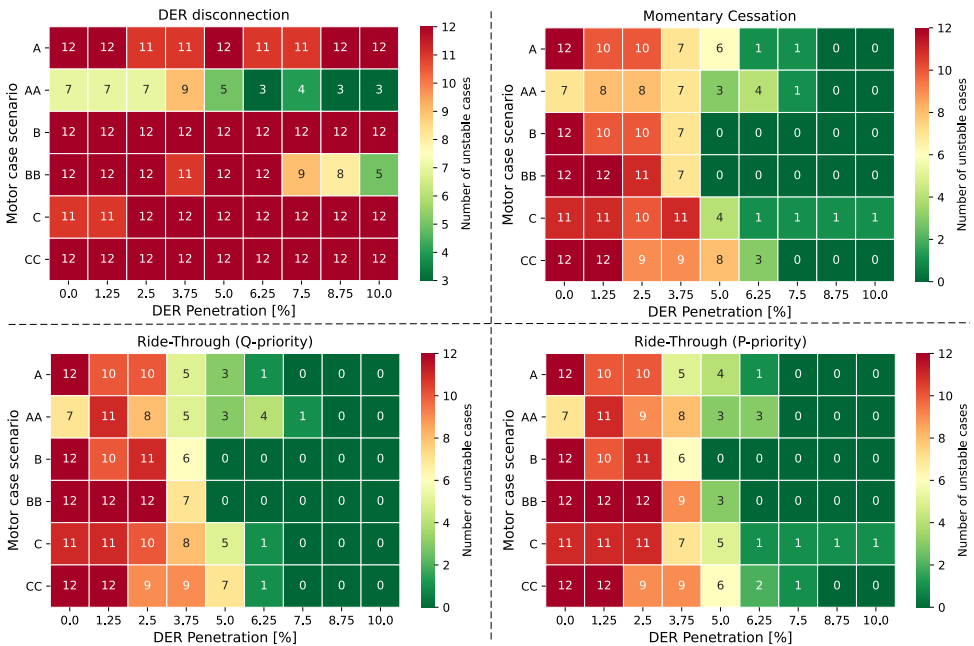 DER disconnection
Motor case scenario
A 12 12 11 11 12 11 11 12 12
AA 7 7 7 9 5 3 4 3 3
B 12 12 12 12 12 12 12 12 12
BB 12 12 12 11 12 12 9 8 5
C 11 11 12 12 12 12 12 12 12
CC 12 12 12 12 12 12 12 12 12
0.0 1.25 2.5 3.75 5.0 6.25 7.5 8.75 10.0
DER Penetration [%]
12
11
10
9
8
7
6
5
4
3
Number of unstable cases
Momentary Cessation
Motor case scenario
A 12 10 10 7 6 1 1 0 0
AA 7 8 8 7 3 4 1 0 0
B 12 10 10 7 0 0 0 0 0
BB 12 12 11 7 0 0 0 0 0
C 11 11 10 11 4 1 1 1 1
CC 12 12 9 9 8 3 0 0 0
0.0 1.25 2.5 3.75 5.0 6.25 7.5 8.75 10.0
DER Penetration [%]
12
10
8
6
4
2
0
Number of unstable cases
Ride-Through (Q-priority)
Motor case scenario
A 12 10 10 5 3 1 0 0 0
AA 7 11 8 5 3 4 1 0 0
B 12 10 11 6 0 0 0 0 0
BB 12 12 12 7 0 0 0 0 0
C 11 11 10 8 5 1 0 0 0
CC 12 12 9 9 7 1 0 0 0
0.0 1.25 2.5 3.75 5.0 6.25 7.5 8.75 10.0
DER Penetration [%]
12
10
8
6
4
2
0
Number of unstable cases
Ride-Through (P-priority)
Motor case scenario
A 12 10 10 5 4 1 0 0 0
AA 7 11 9 8 3 3 0 0 0
B 12 10 11 6 0 0 0 0 0
BB 12 12 12 9 3 0 0 0 0
C 11 11 11 7 5 1 1 1 1
CC 12 12 9 9 6 2 1 0 0
0.0 1.25 2.5 3.75 5.0 6.25 7.5 8.75 10.0
DER Penetration [%]
12
10
8
6
4
2
0
Number of unstable cases